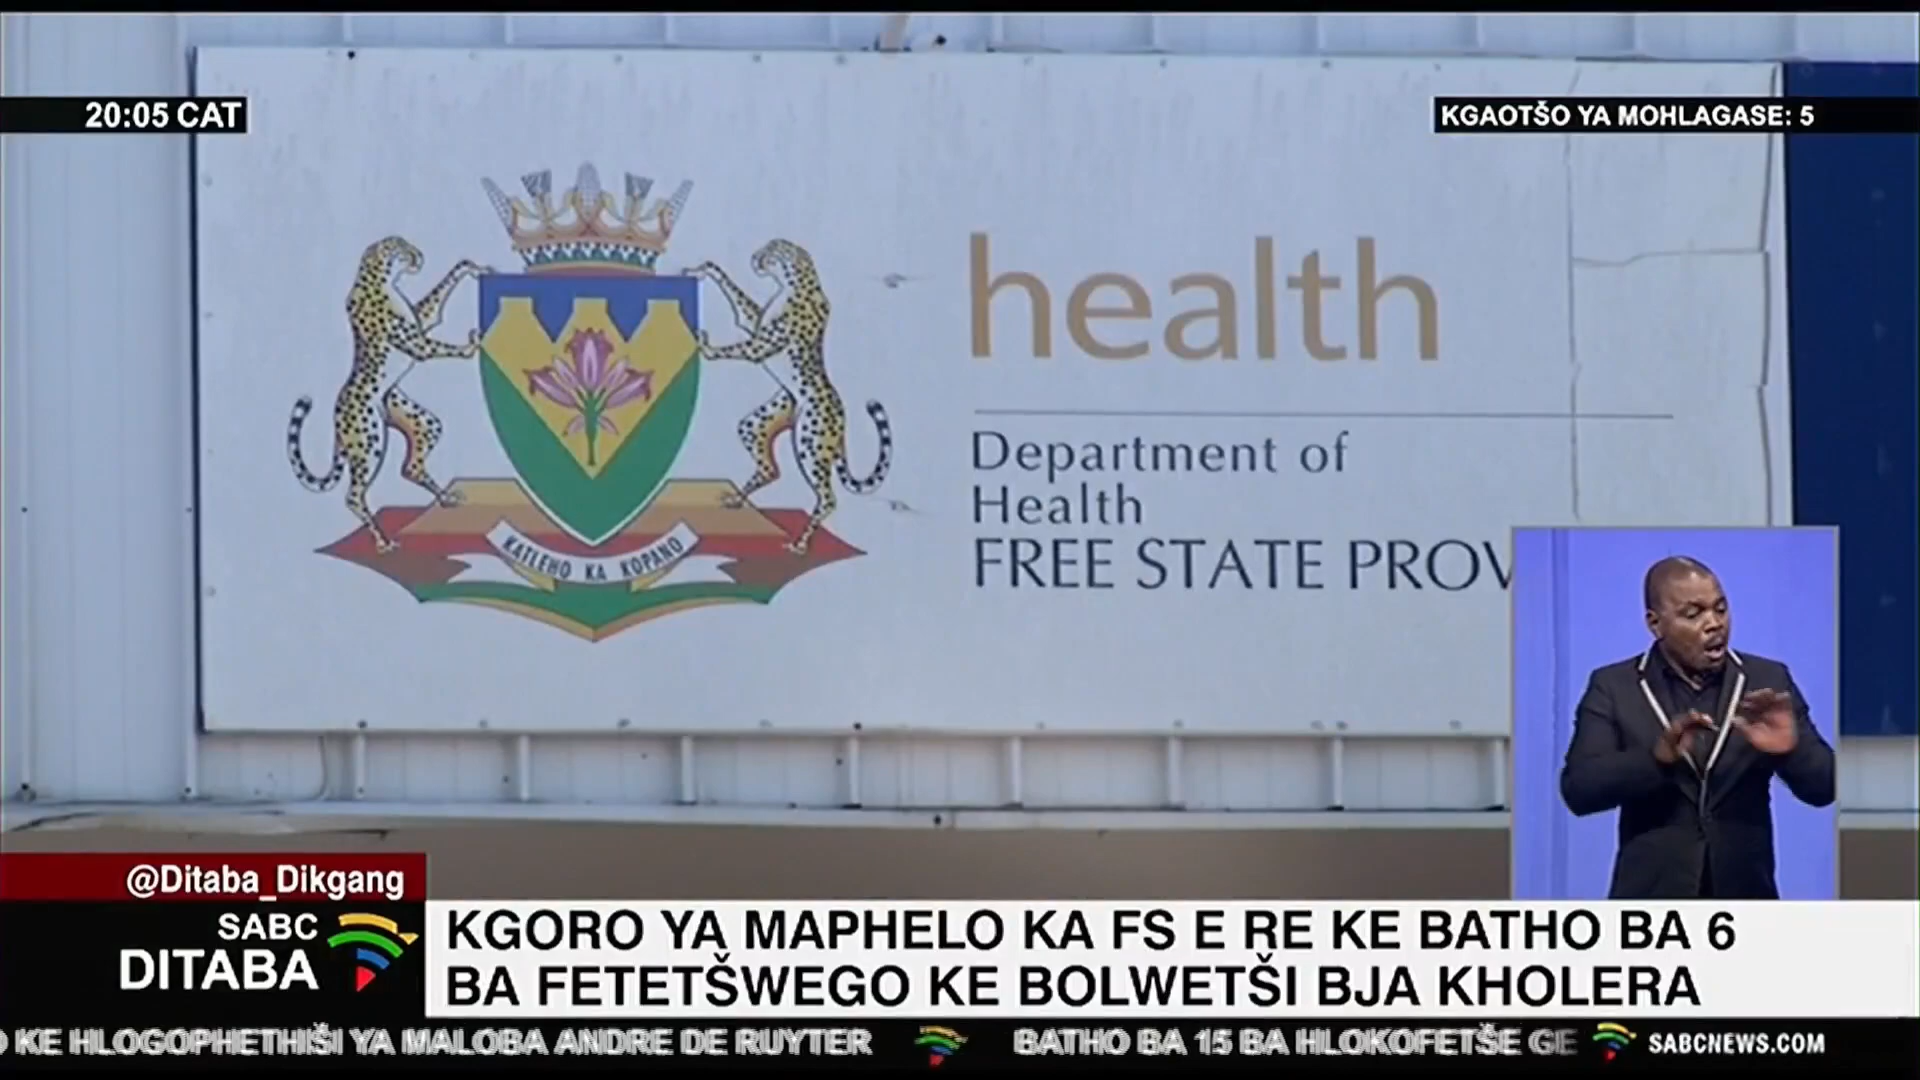 20:05 CAT
KGAOTŠO YA MOHLAGASE: 5
health
Department of
Health
FREE STATE PROV
KATLEHO KA KOPANO
@Ditaba_Dikgang
SABC
DITABA
KGORO YA MAPHELO KA FS E RE KE BATHO BA 6
BA FETETŠWEGO KE BOLWETŠI BJA KHOLERA
KE HLOGOPHETHIŠI YA MALOBA ANDRE DE RUYTER
BATHO BA 15 BA HLOKOFETŠE
SABCNEWS.COM